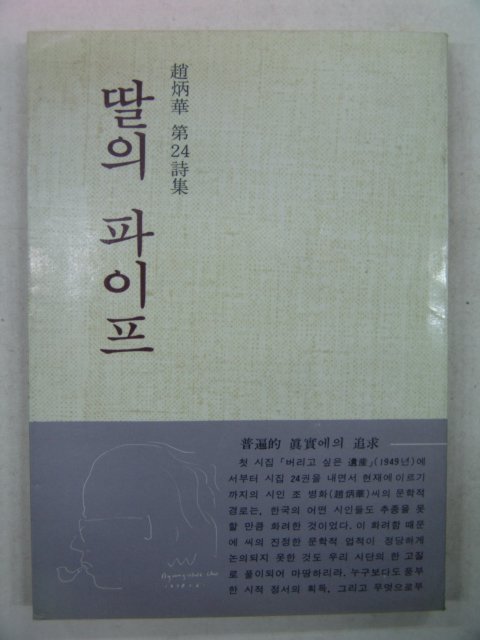 趙炳華 第24詩集
딸의 파이프
普遍的 眞實에의 追求
첫 시집 「버리고 싶은 遺産」(1949년)에
서부터 시집 24권을 내면서 현재에 이르기
까지의 시인 조 병화(趙炳華)씨의 문학적
경로는, 한국의 어떤 시인들도 추종을 못
할 만큼 화려한 것이었다. 이 화려함 때문
에 씨의 진정한 문학적 업적이 정당하게
논의되지 못한 것도 우리 시단의 한 고질
로 풀이되어 마땅하리라. 누구보다도 풍부
한 시적 정서의 획득, 그리고 무엇으로부
Byunghwa Cho